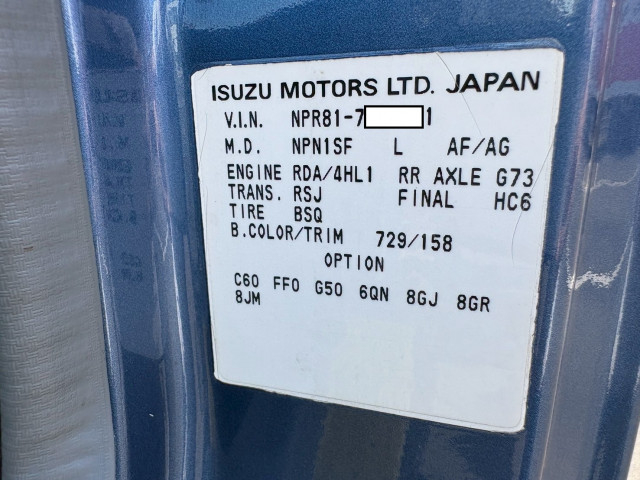 ISUZU MOTORS LTD. JAPAN
V.I.N. NPR81-7 1
M.D. NPN1SF L AF/AG
ENGINE RDA/4HL1 RR AXLE G73
TRANS. RSJ FINAL HC6
TIRE BSQ
B.COLOR/TRIM 729/158
OPTION
C60 FF0 G50 6QN 8GJ 8GR
8JM